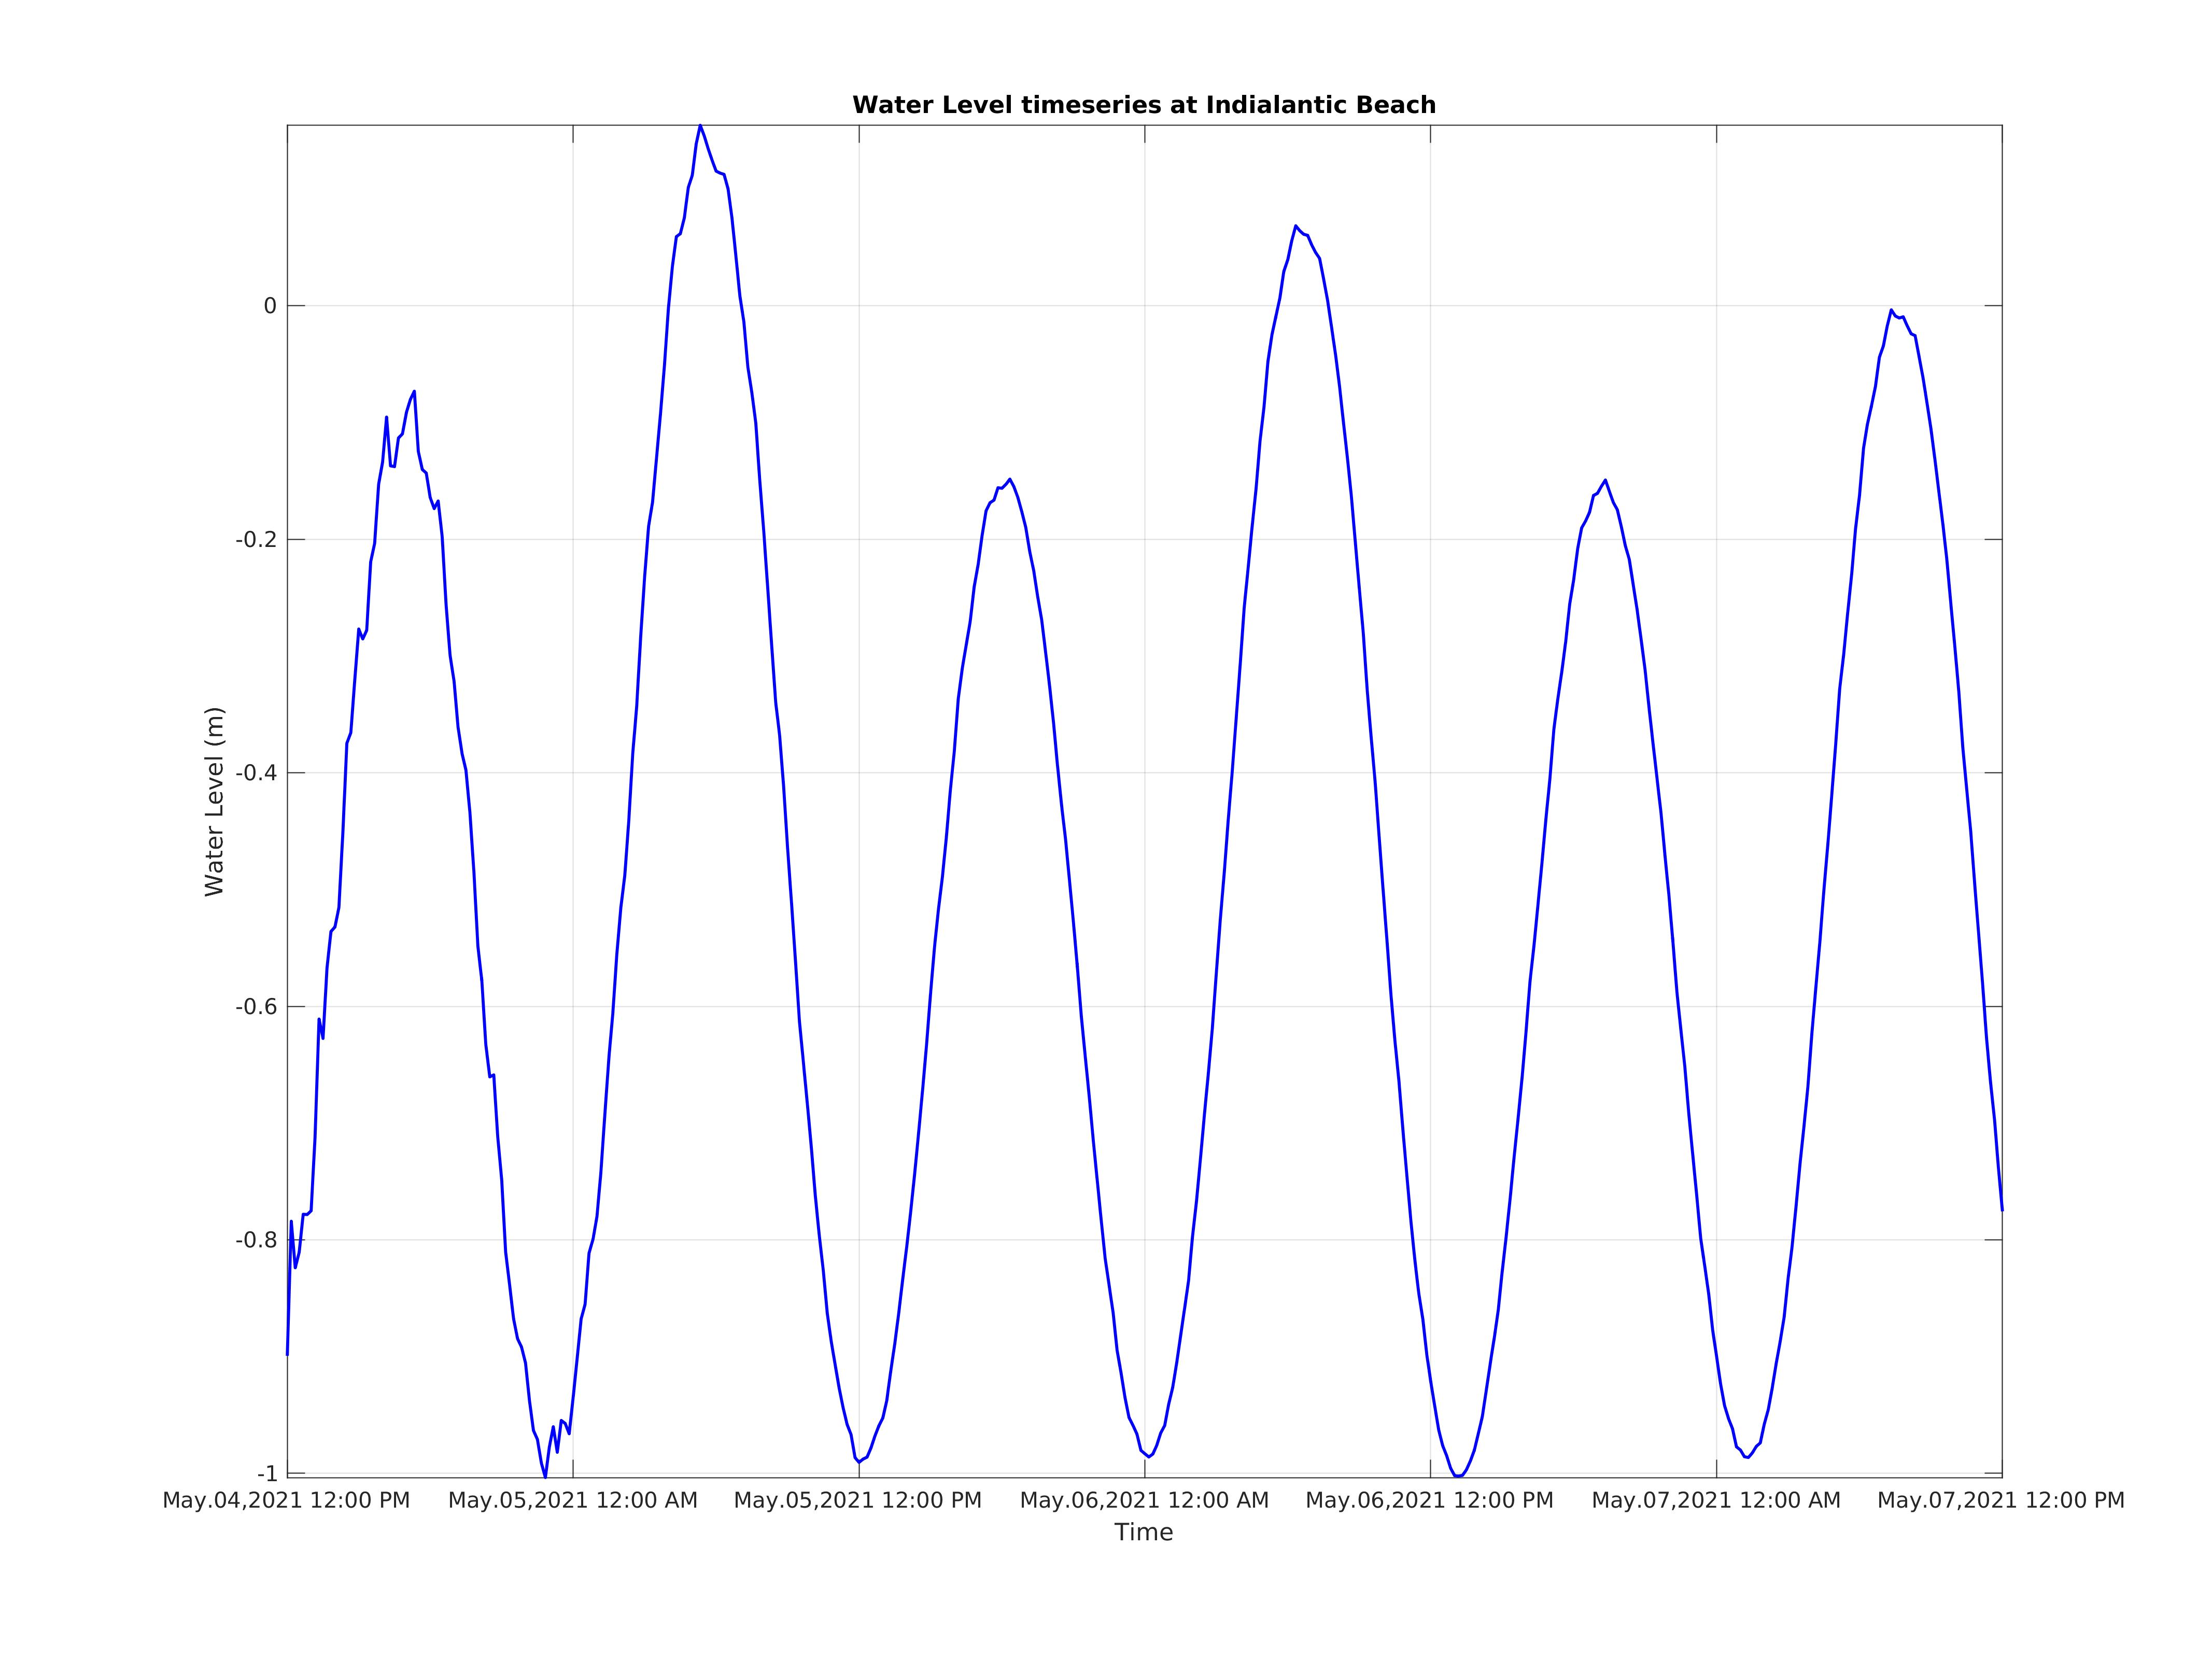 Water Level timeseries at Indialantic Beach
0
-0.2
-0.4
-0.6
-0.8
-1
Water Level (m)
May.04,2021 12:00 PM
May.05,2021 12:00 AM
May.05,2021 12:00 PM
May.06,2021 12:00 AM
May.06,2021 12:00 PM
May.07,2021 12:00 AM
May.07,2021 12:00 PM
Time